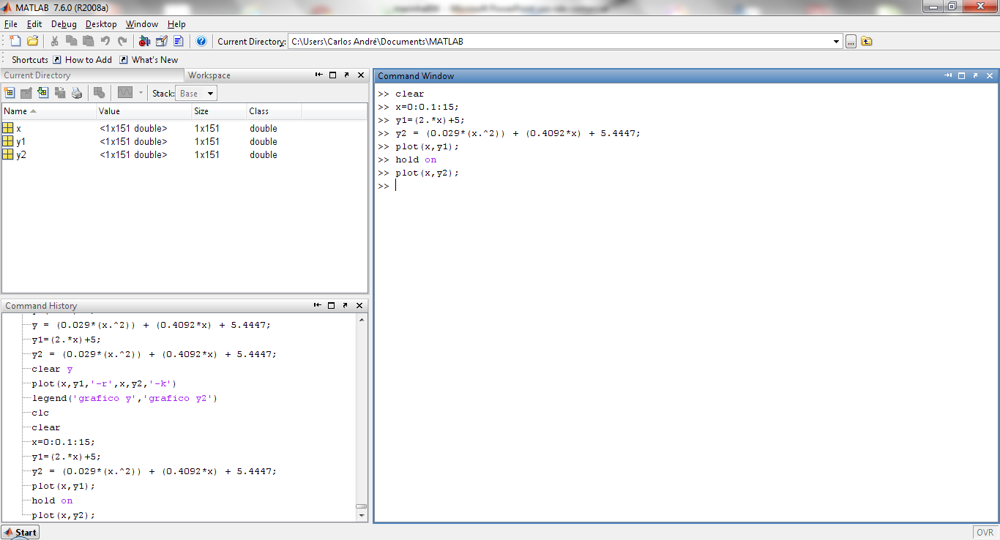 MATLAB 7.6.0 (R2008a)
File Edit Debug Desktop Window Help
Current Directory: C:\Users\Carlos André\Documents\MATLAB ...
Shortcuts How to Add What's New
Current Directory Workspace
Stack: Base
Name Value Size Class
x <1x151 double> 1x151 double
y1 <1x151 double> 1x151 double
y2 <1x151 double> 1x151 double
Command History
y = (0.029*(x.^2)) + (0.4092*x) + 5.4447;
y1=(2.*x)+5;
y2 = (0.029*(x.^2)) + (0.4092*x) + 5.4447;
clear y
plot(x,y1,'-r',x,y2,'-k')
legend('grafico y','grafico y2')
clc
clear
x=0:0.1:15;
y1=(2.*x)+5;
y2 = (0.029*(x.^2)) + (0.4092*x) + 5.4447;
plot(x,y1);
hold on
plot(x,y2);
Command Window
>> clear
>> x=0:0.1:15;
>> y1=(2.*x)+5;
>> y2 = (0.029*(x.^2)) + (0.4092*x) + 5.4447;
>> plot(x,y1);
>> hold on
>> plot(x,y2);
>>
Start
OVR